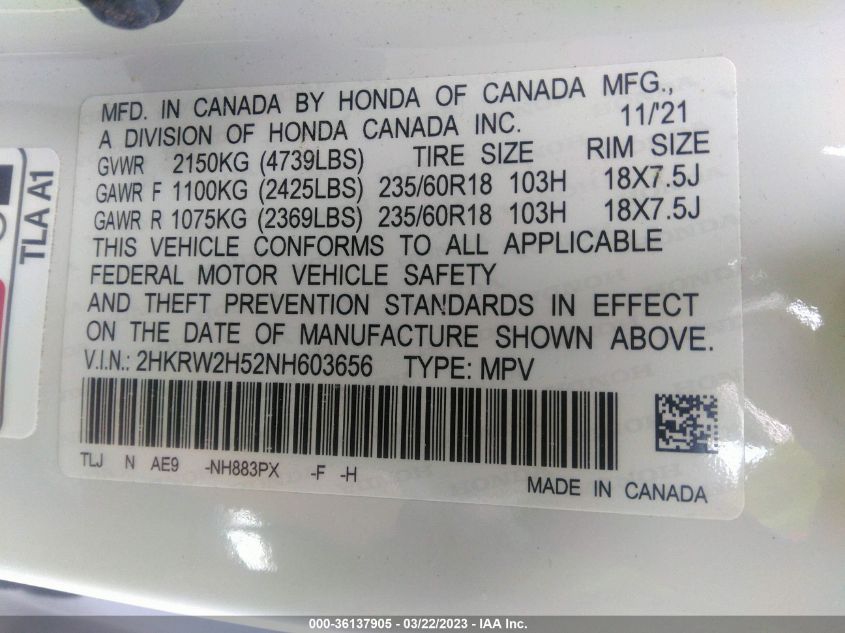 MFD. IN CANADA BY HONDA OF CANADA MFG.,
A DIVISION OF HONDA CANADA INC. 11/'21
GVWR 2150KG (4739LBS) TIRE SIZE RIM SIZE
GAWR F 1100KG (2425LBS) 235/60R18 103H 18X7.5J
GAWR R 1075KG (2369LBS) 235/60R18 103H 18X7.5J
THIS VEHICLE CONFORMS TO ALL APPLICABLE
FEDERAL MOTOR VEHICLE SAFETY
AND THEFT PREVENTION STANDARDS IN EFFECT
ON THE DATE OF MANUFACTURE SHOWN ABOVE.
V.I.N.: 2HKRW2H52NH603656 TYPE: MPV
TLJ N AE9 -NH883PX -F -H
MADE IN CANADA
TLA A1
000-36137905 - 03/22/2023 - IAA Inc.